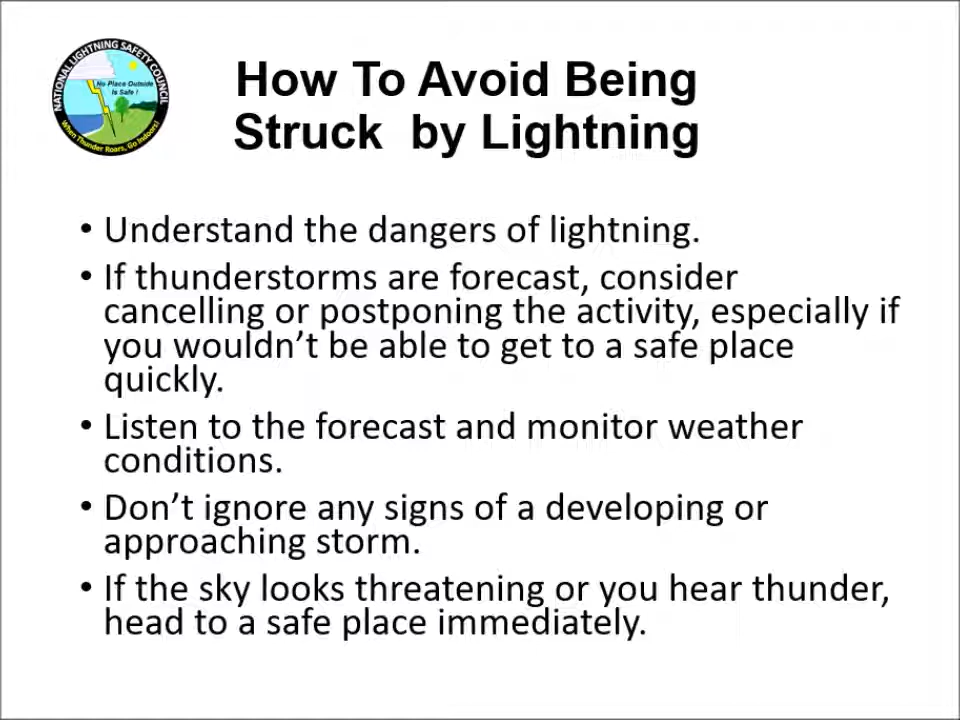 NATIONAL LIGHTNING SAFETY COUNCIL
No Place Outside
Is Safe !
When Thunder Roars, Go Indoors!
How To Avoid Being
Struck  by Lightning
• Understand the dangers of lightning.
• If thunderstorms are forecast, consider
cancelling or postponing the activity, especially if
you wouldn’t be able to get to a safe place
quickly.
• Listen to the forecast and monitor weather
conditions.
• Don’t ignore any signs of a developing or
approaching storm.
• If the sky looks threatening or you hear thunder,
head to a safe place immediately.